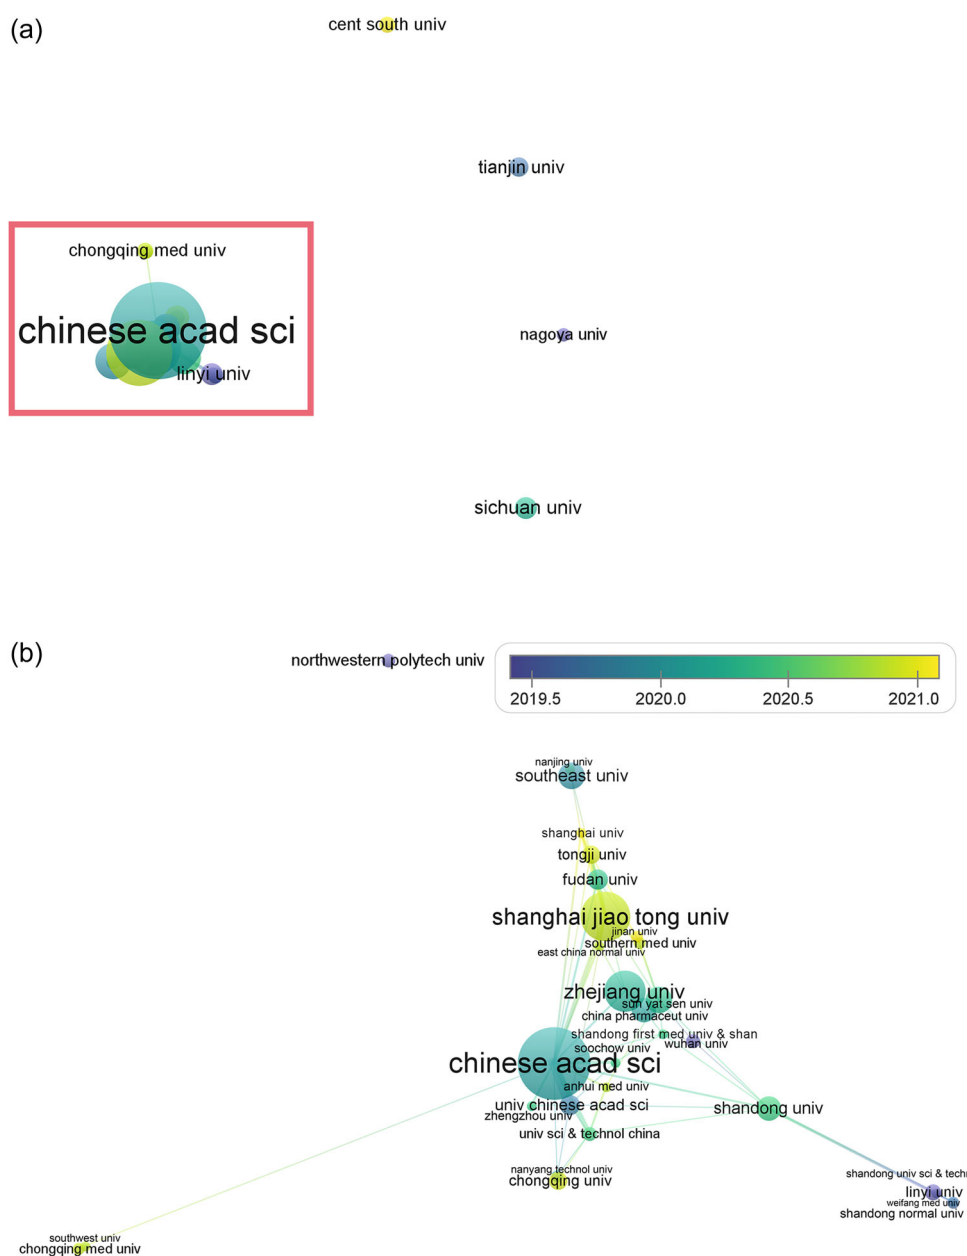 (a)
cent south univ
tianjin univ
chongqing med univ
chinese acad sci
nagoya univ
linyi univ
sichuan univ
(b)
northwestern polytech univ
2019.5
2020.0
2020.5
2021.0
nanjing univ
southeast univ
shanghai univ
tongji univ
fudan univ
shanghai jiao tong univ
jinan univ
southern med univ
east china normal univ
zhejiang univ
sun yat sen univ
china pharmaceut univ
shandong first med univ & shan
wuhan univ
soochow univ
chinese acad sci
anhui med univ
univ chinese acad sci
shandong univ
zhengzhou univ
univ sci & technol china
nanyang technol univ
chongqing univ
shandong univ sci & techn
linyi univ
weifang med univ
shandong normal univ
southwest univ
chongqing med univ